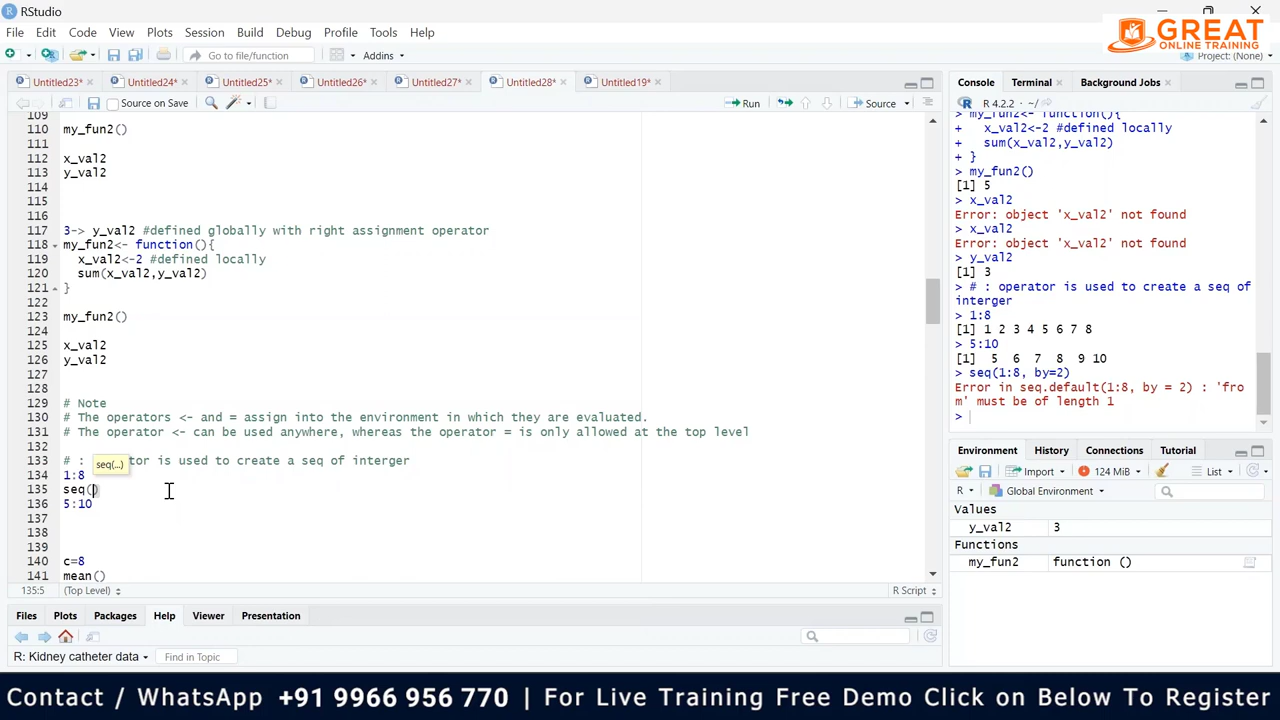 RStudio
File Edit Code View Plots Session Build Debug Profile Tools Help
GREAT
ONLINE TRAINING
Go to file/function
Addins
Project: (None)
Untitled23* Untitled24* Untitled25* Untitled26* Untitled27* Untitled28* Untitled19*
Source on Save
Run
Source
109
110 my_fun2()
111
112 x_val2
113 y_val2
114
115
116
117 3-> y_val2 #defined globally with right assignment operator
118 my_fun2<- function(){
119 x_val2<-2 #defined locally
120 sum(x_val2,y_val2)
121 }
122
123 my_fun2()
124
125 x_val2
126 y_val2
127
128
129 # Note
130 # The operators <- and = assign into the environment in which they are evaluated.
131 # The operator <- can be used anywhere, whereas the operator = is only allowed at the top level
132
133 # : tor is used to create a seq of interger
seq(...)
134 1:8
135 seq()
136 5:10
137
138
139
140 c=8
141 mean()
135:5 (Top Level)
R Script
Files Plots Packages Help Viewer Presentation
R: Kidney catheter data
Find in Topic
Console Terminal Background Jobs
R 4.2.2 · ~/
> my_fun2<- function(){
+ x_val2<-2 #defined locally
+ sum(x_val2,y_val2)
+ }
> my_fun2()
[1] 5
> x_val2
Error: object 'x_val2' not found
> x_val2
Error: object 'x_val2' not found
> y_val2
[1] 3
> # : operator is used to create a seq of
interger
> 1:8
[1] 1 2 3 4 5 6 7 8
> 5:10
[1] 5 6 7 8 9 10
> seq(1:8, by=2)
Error in seq.default(1:8, by = 2) : 'fro
m' must be of length 1
>
Environment History Connections Tutorial
Import
124 MiB
List
R
Global Environment
Values
y_val2 3
Functions
my_fun2 function ()
Contact / WhatsApp +91 9966 956 770 | For Live Training Free Demo Click on Below To Register